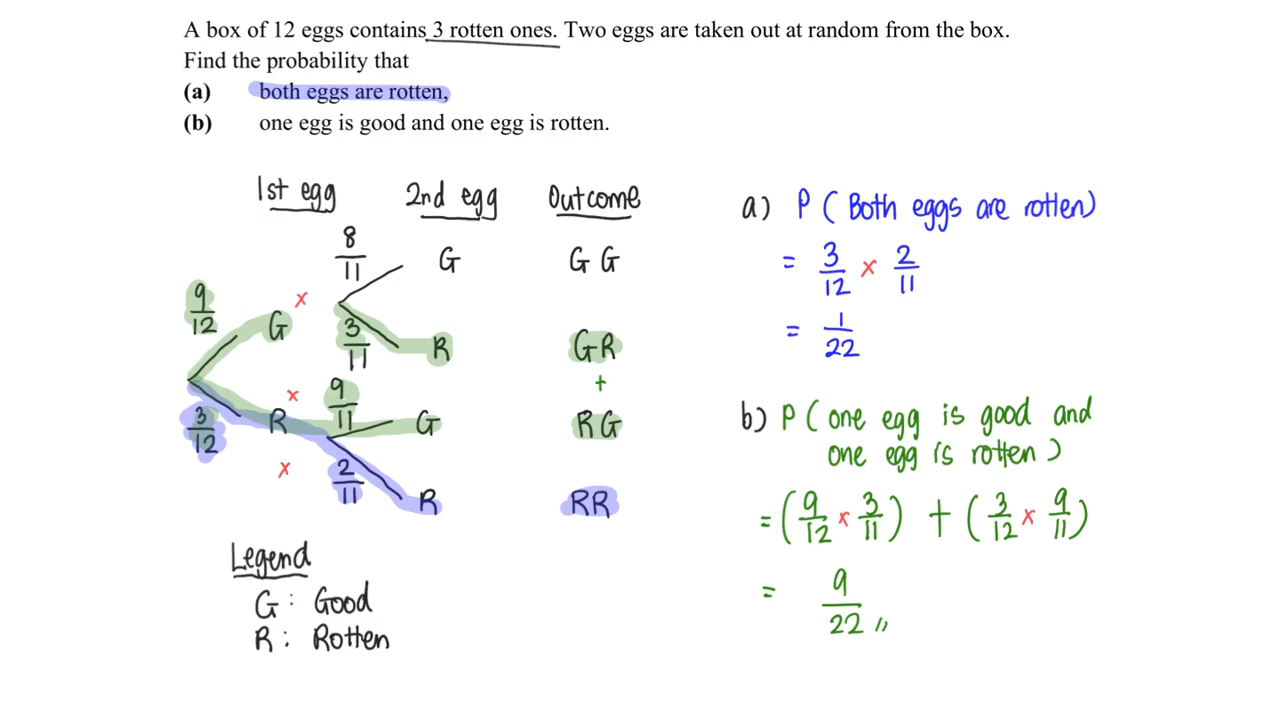 A box of 12 eggs contains 3 rotten ones. Two eggs are taken out at random from the box.
Find the probability that
(a) both eggs are rotten,
(b) one egg is good and one egg is rotten.
1st egg 2nd egg Outcome
8/11 G G G
9/12 × G
3/11 R G R
+
3/12 × R 9/11 G R G
× 2/11 R RR
Legend
G : Good
R : Rotten
a) P ( Both eggs are rotten)
= 3/12 × 2/11
= 1/22
b) P ( one egg is good and
one egg is rotten )
= ( 9/12 × 3/11 ) + ( 3/12 × 9/11 )
= 9/22 //